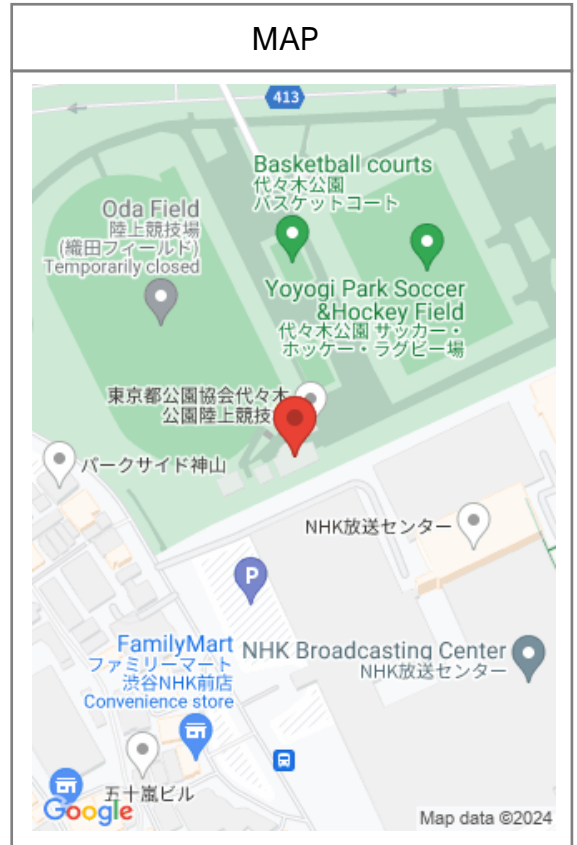 MAP
413
Basketball courts
代々木公園
バスケットコート
Oda Field
陸上競技場
(織田フィールド)
Temporarily closed
Yoyogi Park Soccer
&Hockey Field
代々木公園 サッカー・
ホッケー・ラグビー場
東京都公園協会代々木
公園陸上競技
パークサイド神山
NHK放送センター
P
NHK Broadcasting Center
NHK放送センター
FamilyMart
ファミリーマート
渋谷NHK前店
Convenience store
五十嵐ビル
Google
Map data ©2024